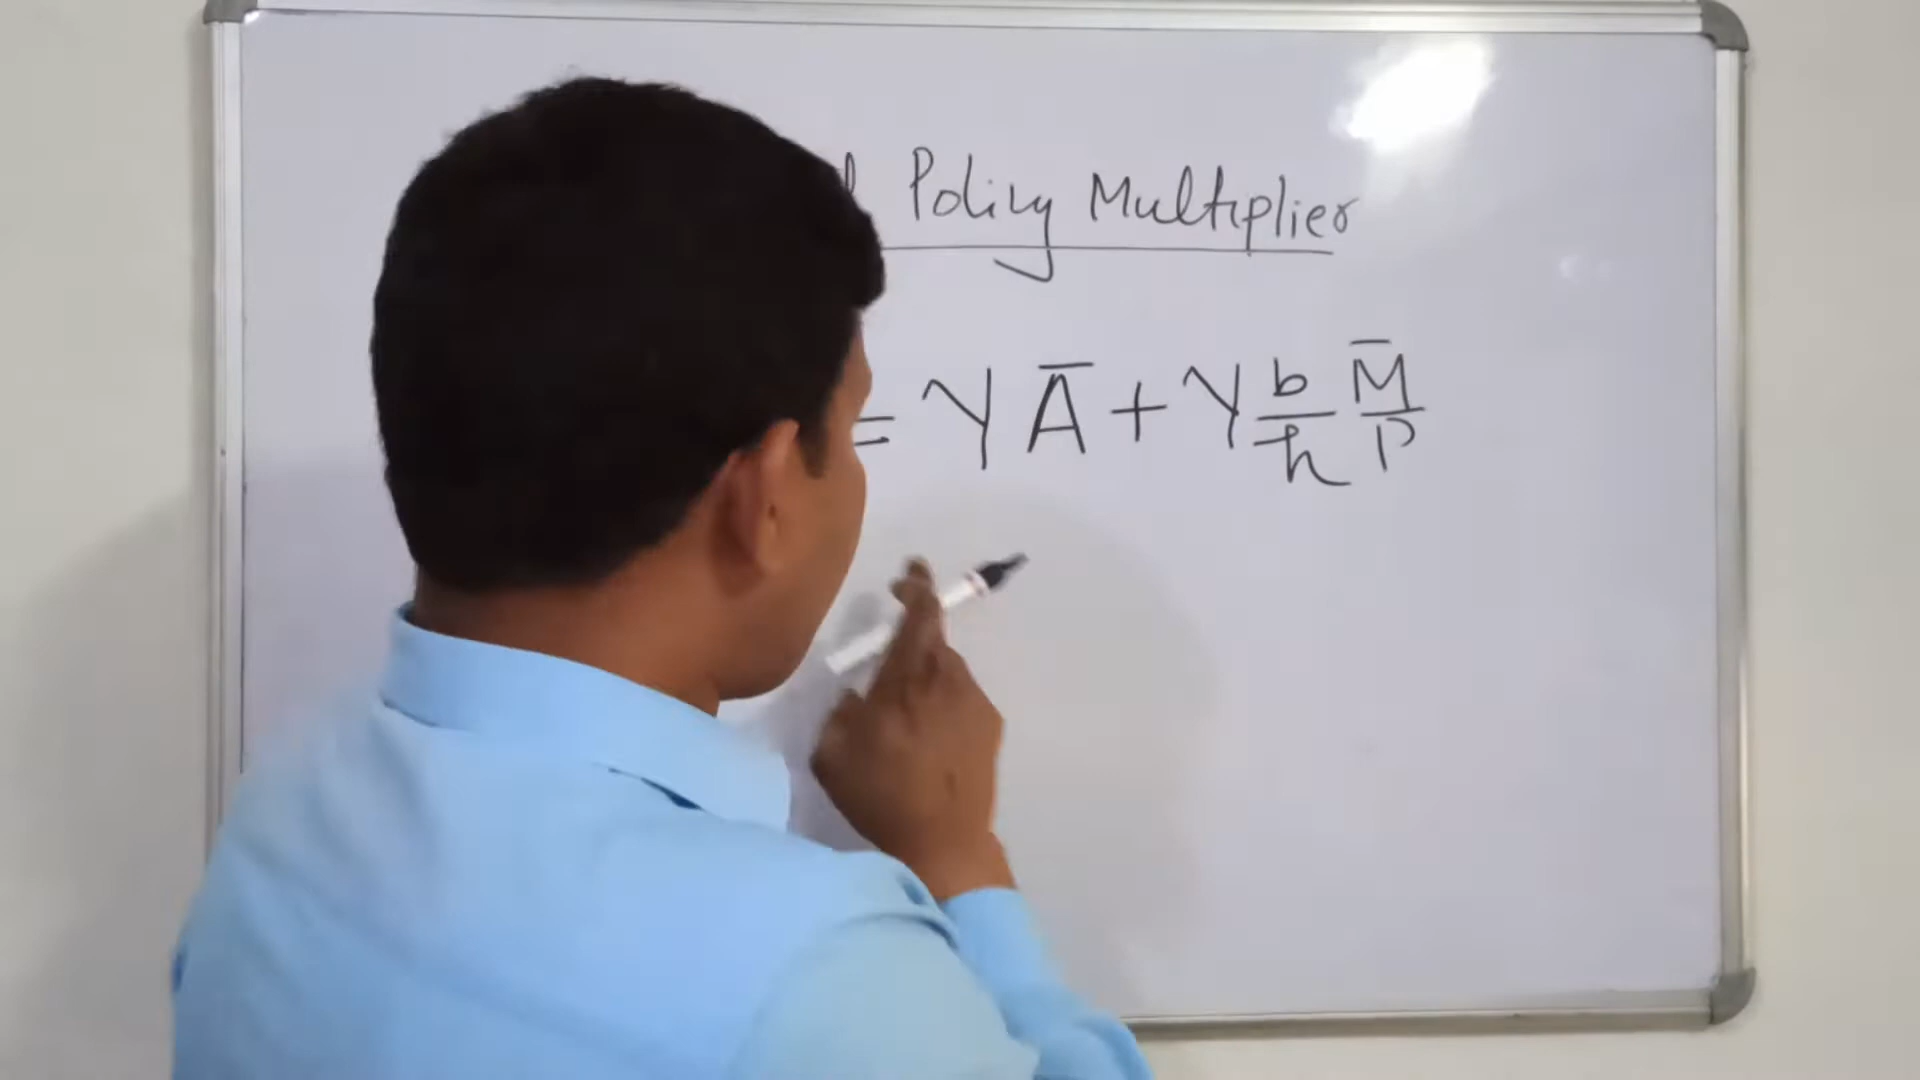 Policy Multiplier
= γ Ā + γ b/h M̄/P